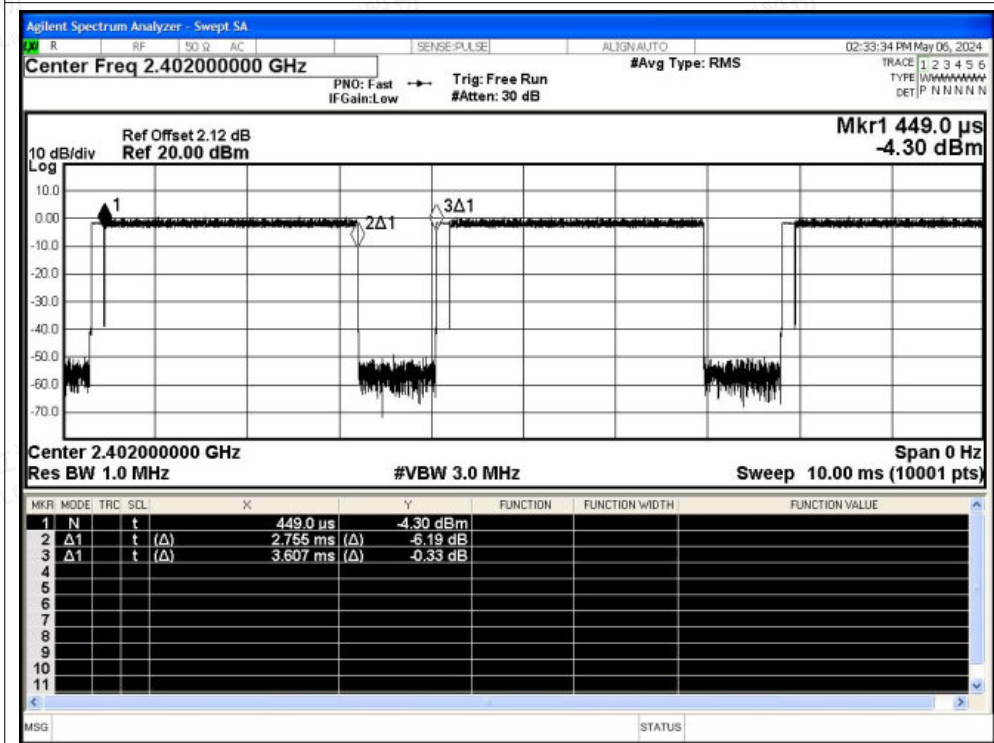 Agilent Spectrum Analyzer - Swept SA
LXI R RF 50 Ω AC SENSE:PULSE ALIGNAUTO 02:33:34 PM May 06, 2024
Center Freq 2.402000000 GHz #Avg Type: RMS TRACE 1 2 3 4 5 6
PNO: Fast Trig: Free Run TYPE WWWWWW
IFGain:Low #Atten: 30 dB DET P N N N N N
Mkr1 449.0 µs
-4.30 dBm
Ref Offset 2.12 dB
10 dB/div Ref 20.00 dBm
Log
10.0
0.00
-10.0
-20.0
-30.0
-40.0
-50.0
-60.0
-70.0
1
2Δ1
3Δ1
Center 2.402000000 GHz Span 0 Hz
Res BW 1.0 MHz #VBW 3.0 MHz Sweep 10.00 ms (10001 pts)
MKR MODE TRC SCL X Y FUNCTION FUNCTION WIDTH FUNCTION VALUE
1 N t 449.0 µs -4.30 dBm
2 Δ1 t (Δ) 2.755 ms (Δ) -6.19 dB
3 Δ1 t (Δ) 3.607 ms (Δ) -0.33 dB
4
5
6
7
8
9
10
11
MSG STATUS